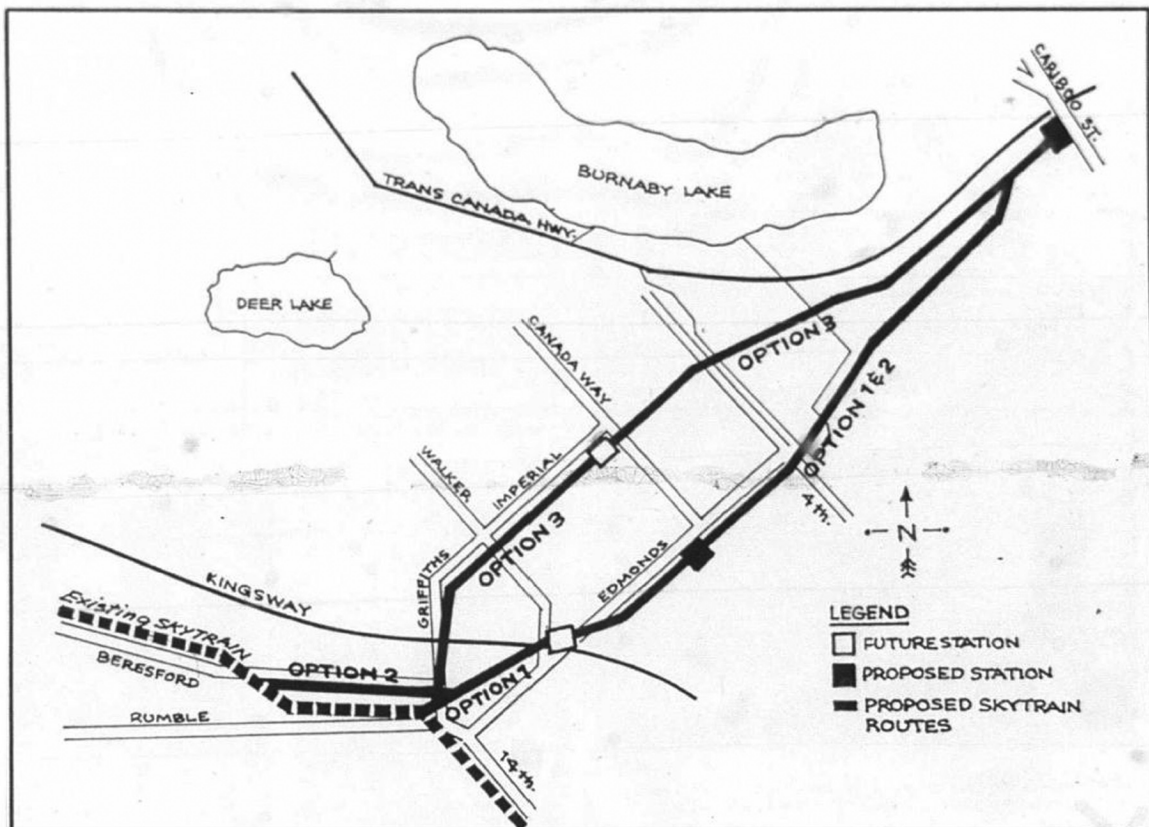 CARIBOO ST.
BURNABY LAKE
TRANS CANADA HWY.
DEER LAKE
CANADA WAY
OPTION 3
OPTION 1&2
WALKER
IMPERIAL
OPTION 3
4th.
N
GRIFFITHS
EDMONDS
KINGSWAY
Existing SKYTRAIN
BERESFORD
OPTION 2
OPTION 1
RUMBLE
14th.
LEGEND
FUTURE STATION
PROPOSED STATION
PROPOSED SKYTRAIN
ROUTES